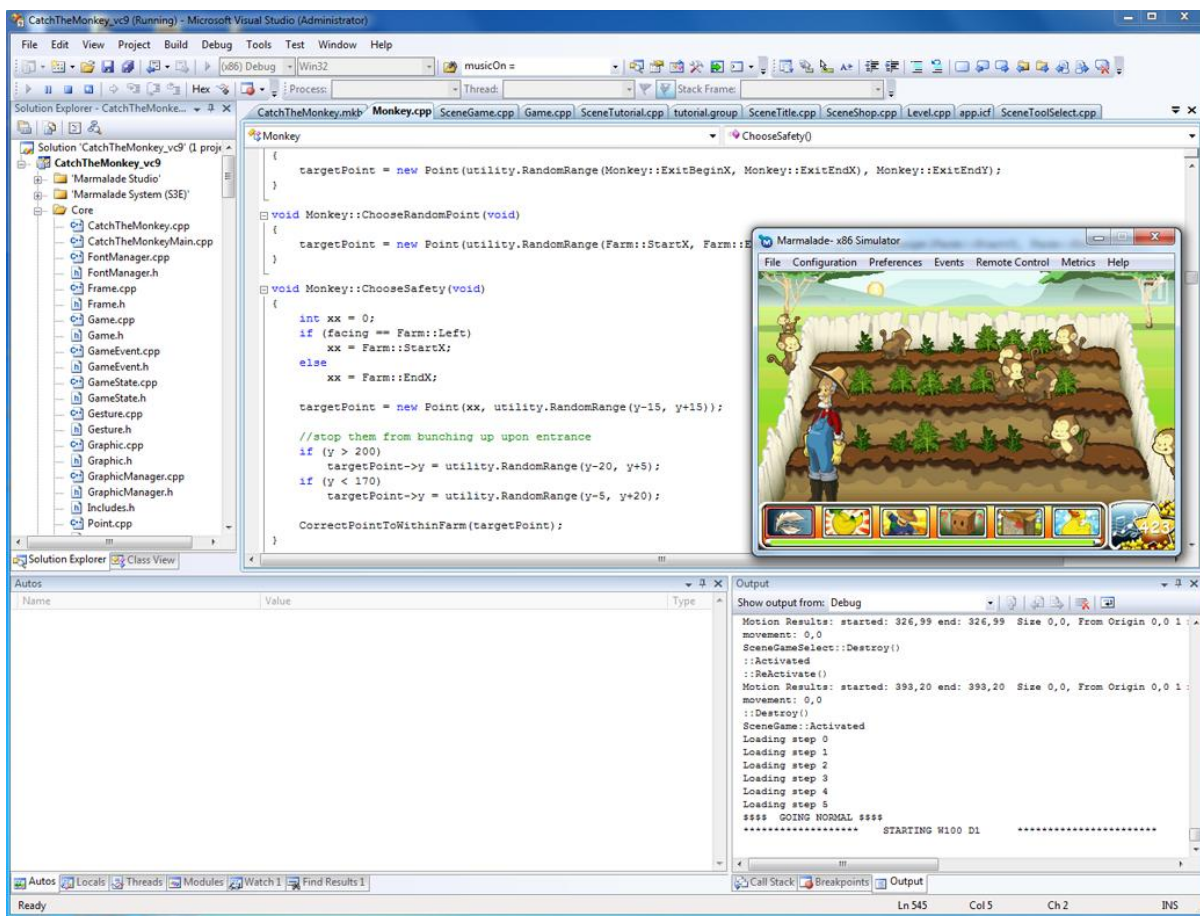 CatchTheMonkey_vc9 (Running) - Microsoft Visual Studio (Administrator)
File Edit View Project Build Debug Tools Test Window Help
(x86) Debug Win32 musicOn =
Hex Process: Thread: Stack Frame:
Solution Explorer - CatchTheMonke...
Solution 'CatchTheMonkey_vc9' (1 proje
CatchTheMonkey_vc9
'Marmalade Studio'
'Marmalade System (S3E)'
Core
CatchTheMonkey.cpp
CatchTheMonkeyMain.cpp
FontManager.cpp
FontManager.h
Frame.cpp
Frame.h
Game.cpp
Game.h
GameEvent.cpp
GameEvent.h
GameState.cpp
GameState.h
Gesture.cpp
Gesture.h
Graphic.cpp
Graphic.h
GraphicManager.cpp
GraphicManager.h
Includes.h
Point.cpp
Solution Explorer Class View
CatchTheMonkey.mkb Monkey.cpp SceneGame.cpp Game.cpp SceneTutorial.cpp tutorial.group SceneTitle.cpp SceneShop.cpp Level.cpp app.icf SceneToolSelect.cpp
Monkey ChooseSafety()
{
targetPoint = new Point(utility.RandomRange(Monkey::ExitBeginX, Monkey::ExitEndX), Monkey::ExitEndY);
}
void Monkey::ChooseRandomPoint(void)
{
targetPoint = new Point(utility.RandomRange(Farm::StartX, Farm::E
}
void Monkey::ChooseSafety(void)
{
int xx = 0;
if (facing == Farm::Left)
xx = Farm::StartX;
else
xx = Farm::EndX;
targetPoint = new Point(xx, utility.RandomRange(y-15, y+15));
//stop them from bunching up upon entrance
if (y > 200)
targetPoint->y = utility.RandomRange(y-20, y+5);
if (y < 170)
targetPoint->y = utility.RandomRange(y-5, y+20);
CorrectPointToWithinFarm(targetPoint);
}
Marmalade- x86 Simulator
File Configuration Preferences Events Remote Control Metrics Help
423
Autos
Name Value Type
Autos Locals Threads Modules Watch 1 Find Results 1
Output
Show output from: Debug
Motion Results: started: 326,99 end: 326,99 Size 0,0, From Origin 0,0 1
movement: 0,0
SceneGameSelect::Destroy()
::Activated
::ReActivate()
Motion Results: started: 393,20 end: 393,20 Size 0,0, From Origin 0,0 1
movement: 0,0
::Destroy()
SceneGame::Activated
Loading step 0
Loading step 1
Loading step 2
Loading step 3
Loading step 4
Loading step 5
$$$$ GOING NORMAL $$$$
******************** STARTING W100 D1 ************************
Call Stack Breakpoints Output
Ready Ln 545 Col 5 Ch 2 INS